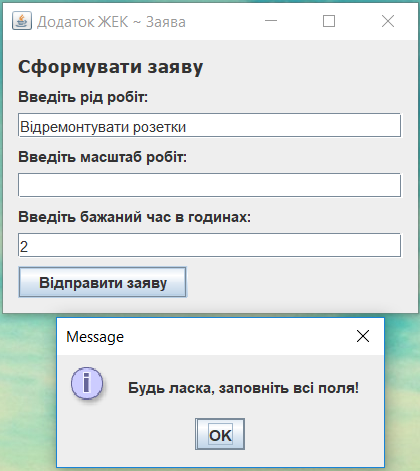 Додаток ЖЕК ~ Заява
Сформувати заяву
Введіть рід робіт:
Відремонтувати розетки
Введіть масштаб робіт:
Введіть бажаний час в годинах:
2
Відправити заяву
Message
Будь ласка, заповніть всі поля!
OK